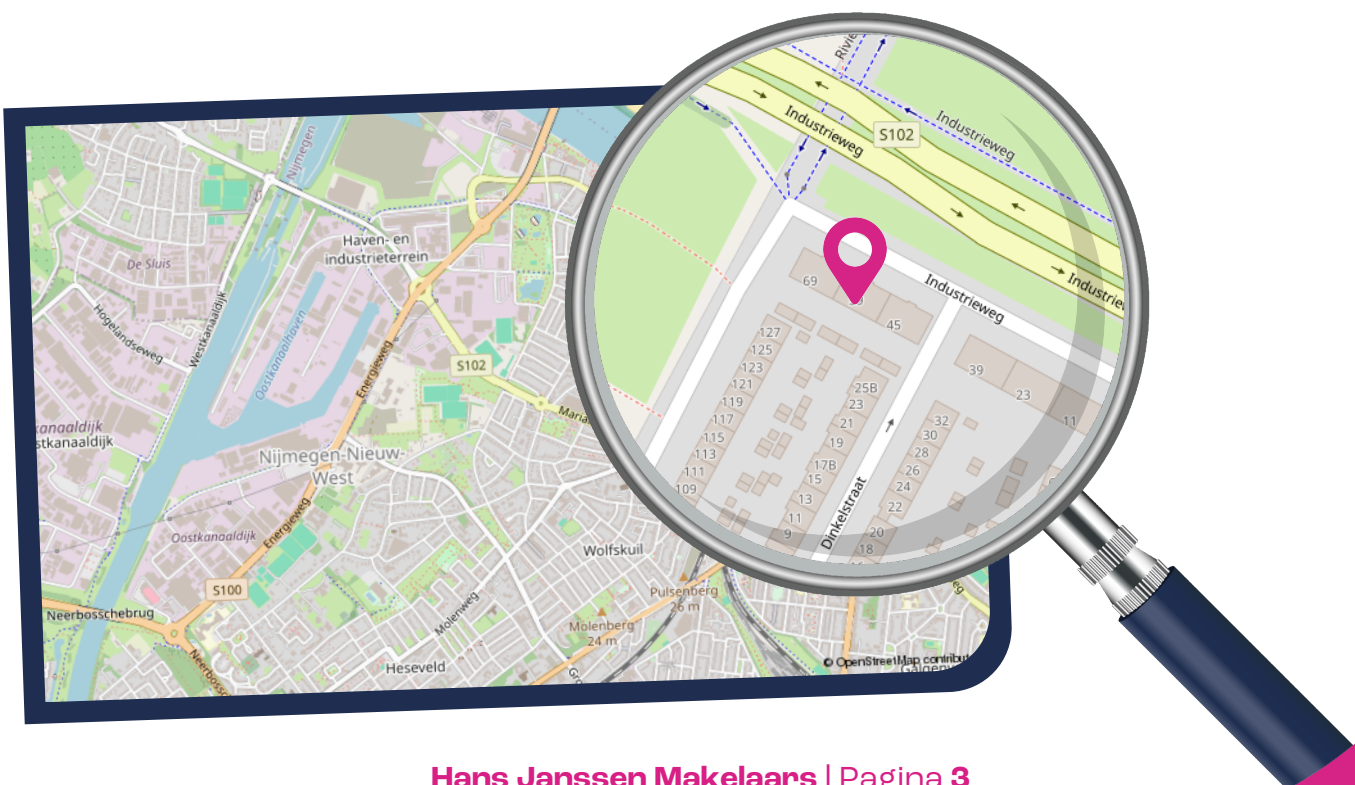 Nijmegen
De Sluis
Haven- en
industrieterrein
Hogelandseweg
Westkanaaldijk
Oostkanaalhaven
Energieweg
S102
kanaaldijk
stkanaaldijk
Nijmegen-Nieuw-
West
Oostkanaaldijk
Energieweg
S100
Neerbosschebrug
Molenweg
Heseveld
Wolfskuil
Pulsenberg
26 m
Molenberg
24 m
© OpenStreetMap contribut
Industrieweg
S102
Industrieweg
Industrieweg
69
45
127
125
123
121
119
117
115
113
111
109
25B
23
21
19
17B
15
13
11
9
Dinkelstraat
39
23
11
32
30
28
26
24
22
20
18
Hans Janssen Makelaars | Pagina 3